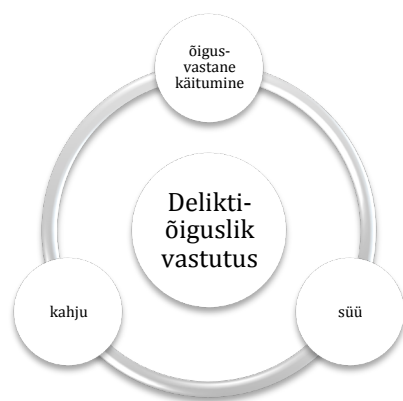 õigus-
vastane
käitumine
Delikti-
õiguslik
vastutus
kahju
süü